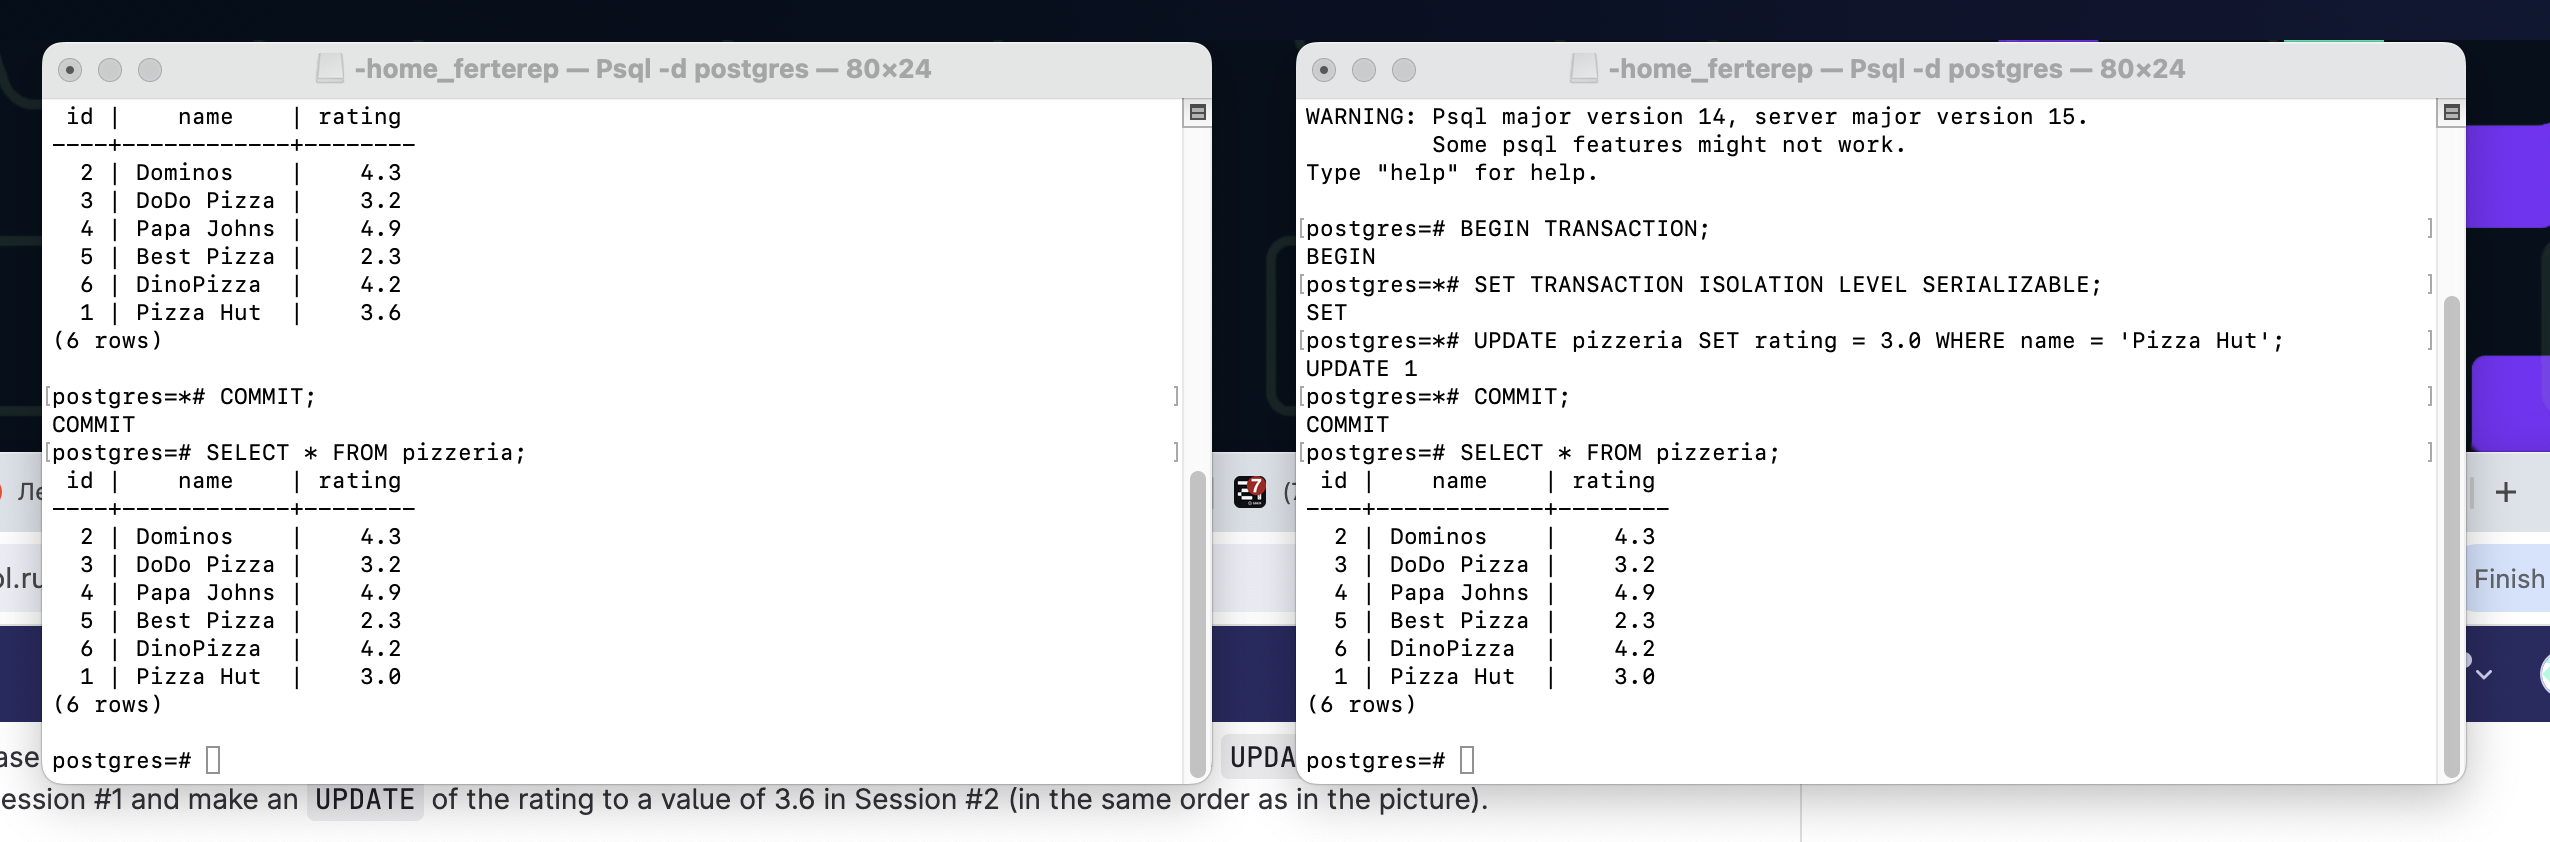 -home_ferterep — Psql -d postgres — 80×24
 id |    name    | rating
----+------------+--------
  2 | Dominos    |    4.3
  3 | DoDo Pizza |    3.2
  4 | Papa Johns |    4.9
  5 | Best Pizza |    2.3
  6 | DinoPizza  |    4.2
  1 | Pizza Hut  |    3.6
(6 rows)
[postgres=*# COMMIT; ]
COMMIT
[postgres=# SELECT * FROM pizzeria; ]
 id |    name    | rating
----+------------+--------
  2 | Dominos    |    4.3
  3 | DoDo Pizza |    3.2
  4 | Papa Johns |    4.9
  5 | Best Pizza |    2.3
  6 | DinoPizza  |    4.2
  1 | Pizza Hut  |    3.0
(6 rows)
postgres=#
-home_ferterep — Psql -d postgres — 80×24
WARNING: Psql major version 14, server major version 15.
         Some psql features might not work.
Type "help" for help.
[postgres=# BEGIN TRANSACTION; ]
BEGIN
[postgres=*# SET TRANSACTION ISOLATION LEVEL SERIALIZABLE; ]
SET
[postgres=*# UPDATE pizzeria SET rating = 3.0 WHERE name = 'Pizza Hut'; ]
UPDATE 1
[postgres=*# COMMIT; ]
COMMIT
[postgres=# SELECT * FROM pizzeria; ]
 id |    name    | rating
----+------------+--------
  2 | Dominos    |    4.3
  3 | DoDo Pizza |    3.2
  4 | Papa Johns |    4.9
  5 | Best Pizza |    2.3
  6 | DinoPizza  |    4.2
  1 | Pizza Hut  |    3.0
(6 rows)
postgres=#
7
Finish
ession #1 and make an UPDATE of the rating to a value of 3.6 in Session #2 (in the same order as in the picture).